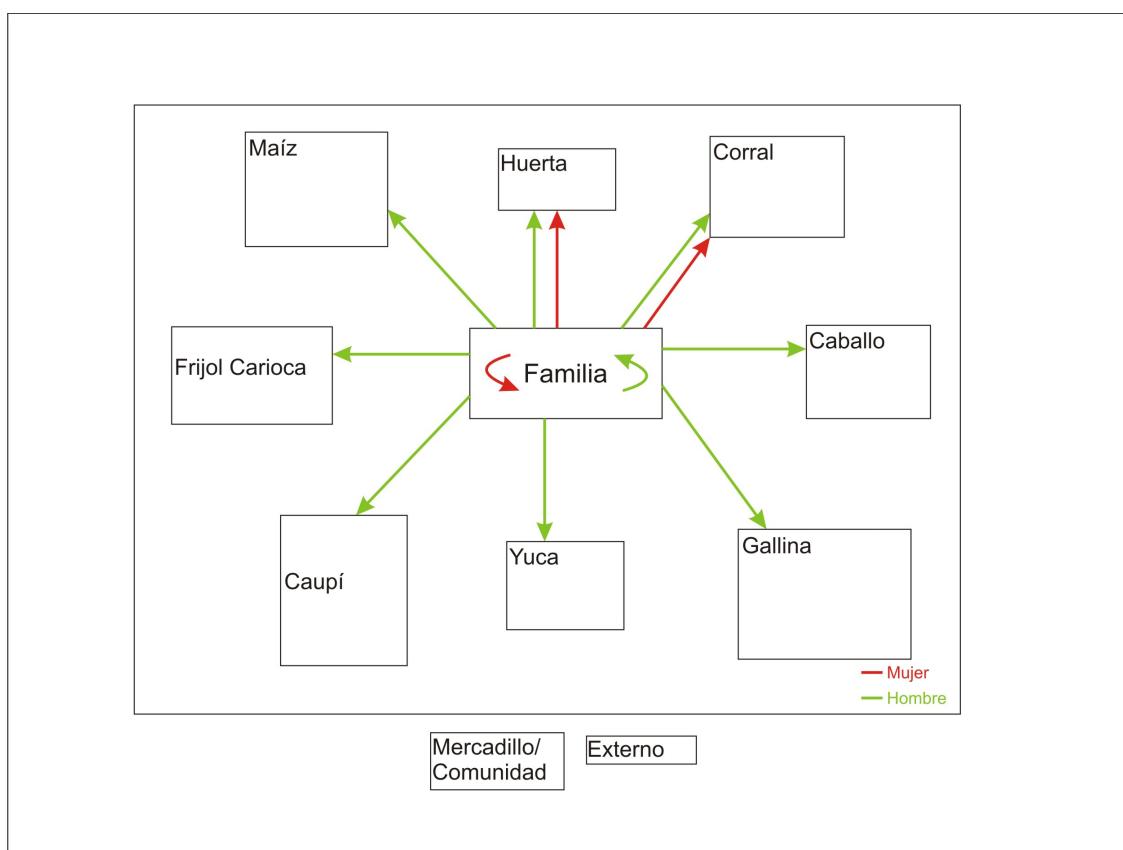 Maíz
Huerta
Corral
Frijol Carioca
Familia
Caballo
Caupí
Yuca
Gallina
Mujer
Hombre
Mercadillo/
Comunidad
Externo